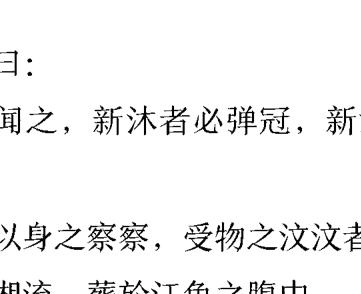 曰：
闻之，新沐者必弹冠，新
以身之察察，受物之汶汶者
湘流，葬於江鱼之腹中